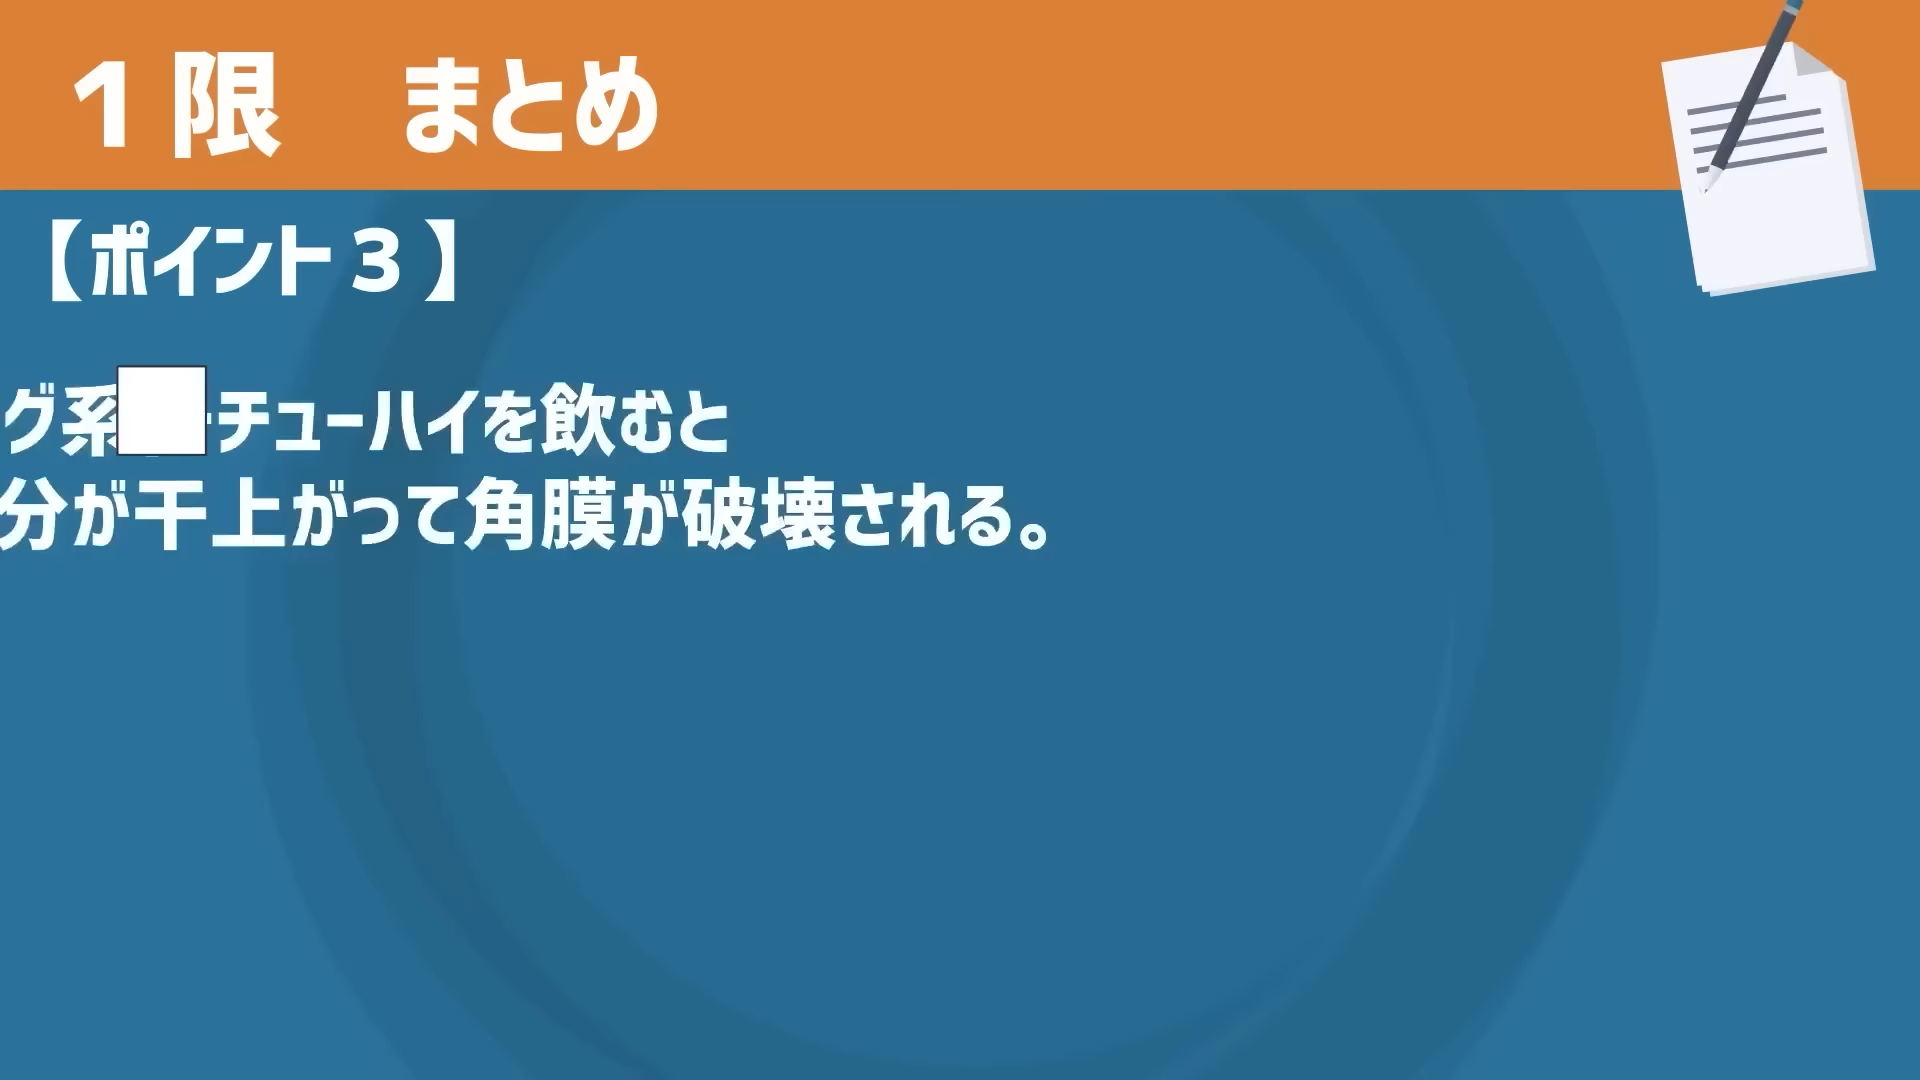 1限 まとめ
【ポイント3】
グ系チューハイを飲むと
分が干上がって角膜が破壊される。